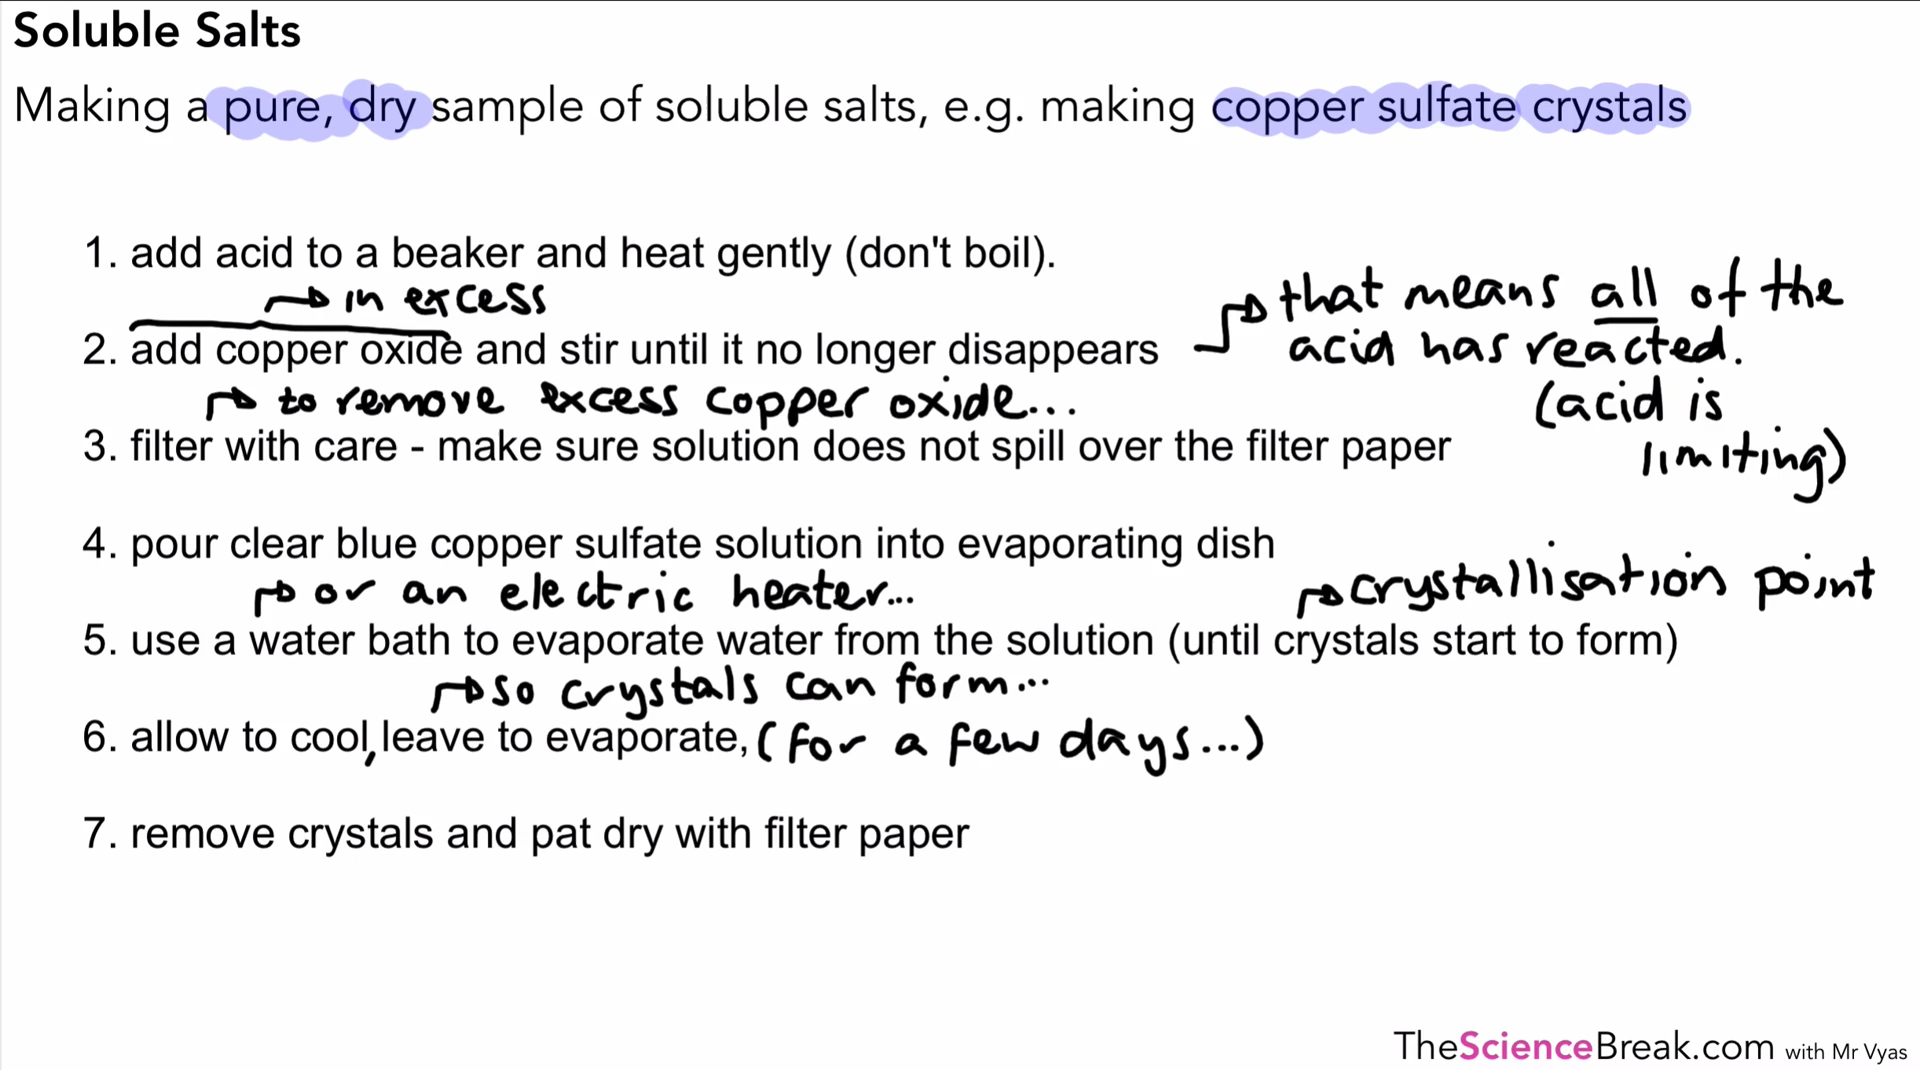 Soluble Salts
Making a pure, dry sample of soluble salts, e.g. making copper sulfate crystals
1. add acid to a beaker and heat gently (don't boil).
in excess
2. add copper oxide and stir until it no longer disappears
that means all of the
acid has reacted.
(acid is
limiting)
to remove excess copper oxide...
3. filter with care - make sure solution does not spill over the filter paper
4. pour clear blue copper sulfate solution into evaporating dish
or an electric heater...
crystallisation point
5. use a water bath to evaporate water from the solution (until crystals start to form)
so crystals can form...
6. allow to cool, leave to evaporate, (for a few days...)
7. remove crystals and pat dry with filter paper
TheScienceBreak.com with Mr Vyas